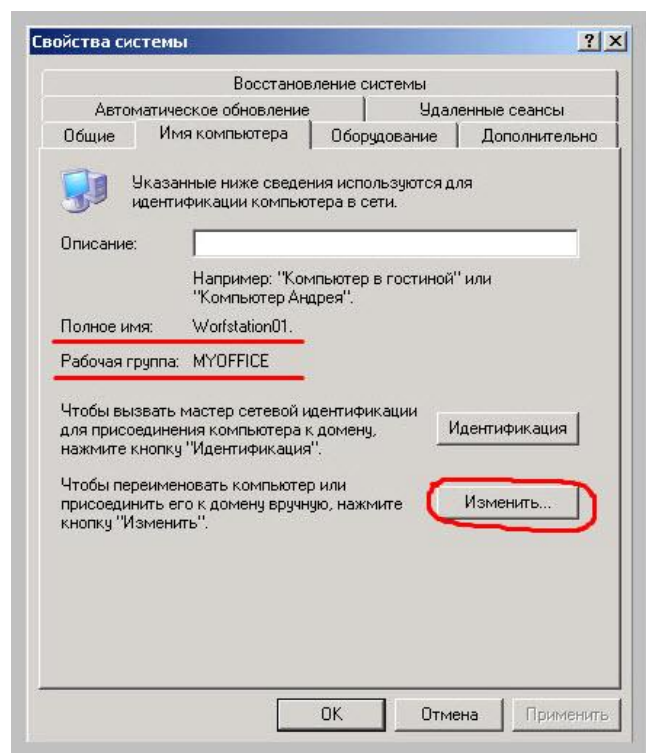 Свойства системы
Восстановление системы
Автоматическое обновление Удаленные сеансы
Общие Имя компьютера Оборудование Дополнительно
Указанные ниже сведения используются для
идентификации компьютера в сети.
Описание:
Например: "Компьютер в гостиной" или
"Компьютер Андрея".
Полное имя: Worfstation01.
Рабочая группа: MYOFFICE
Чтобы вызвать мастер сетевой идентификации
для присоединения компьютера к домену,
нажмите кнопку "Идентификация".
Идентификация
Чтобы переименовать компьютер или
присоединить его к домену вручную, нажмите
кнопку "Изменить".
Изменить...
OK Отмена Применить